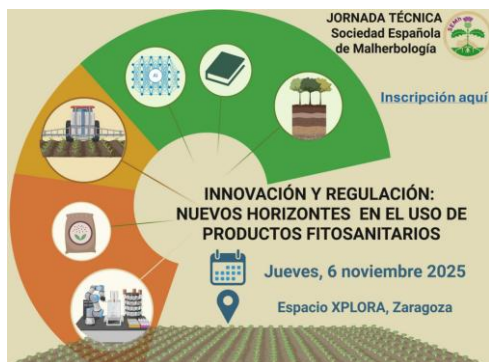 JORNADA TÉCNICA
Sociedad Española
de Malherbología
Inscripción aquí
INNOVACIÓN Y REGULACIÓN:
NUEVOS HORIZONTES EN EL USO DE
PRODUCTOS FITOSANITARIOS
Jueves, 6 noviembre 2025
Espacio XPLORA, Zaragoza